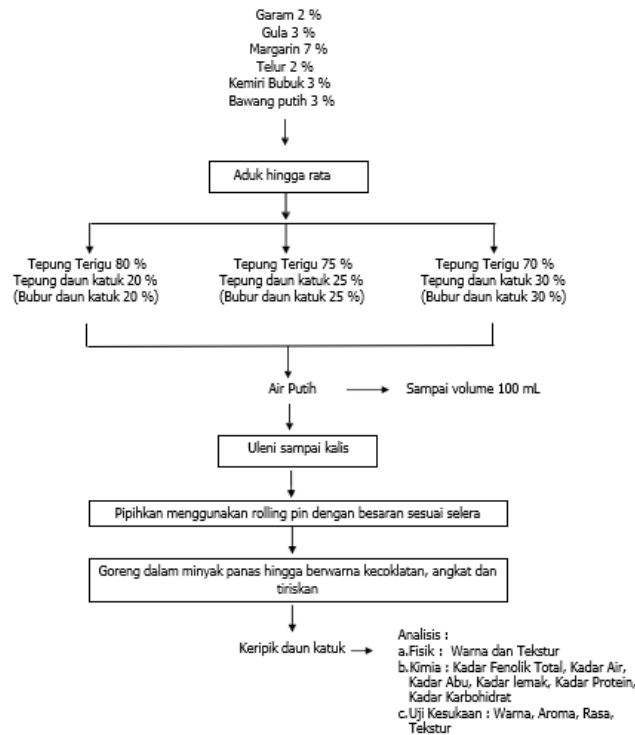 Garam 2 %
Gula 3 %
Margarin 7 %
Telur 2 %
Kemiri Bubuk 3 %
Bawang putih 3 %
Aduk hingga rata
Tepung Terigu 80 %
Tepung daun katuk 20 %
(Bubur daun katuk 20 %)
Tepung Terigu 75 %
Tepung daun katuk 25 %
(Bubur daun katuk 25 %)
Tepung Terigu 70 %
Tepung daun katuk 30 %
(Bubur daun katuk 30 %)
Air Putih
Sampai volume 100 mL
Uleni sampai kalis
Pipihkan menggunakan rolling pin dengan besaran sesuai selera
Goreng dalam minyak panas hingga berwarna kecoklatan, angkat dan
tiriskan
Keripik daun katuk
Analisis :
a.Fisik : Warna dan Tekstur
b.Kimia : Kadar Fenolik Total, Kadar Air,
Kadar Abu, Kadar lemak, Kadar Protein,
Kadar Karbohidrat
c.Uji Kesukaan : Warna, Aroma, Rasa,
Tekstur